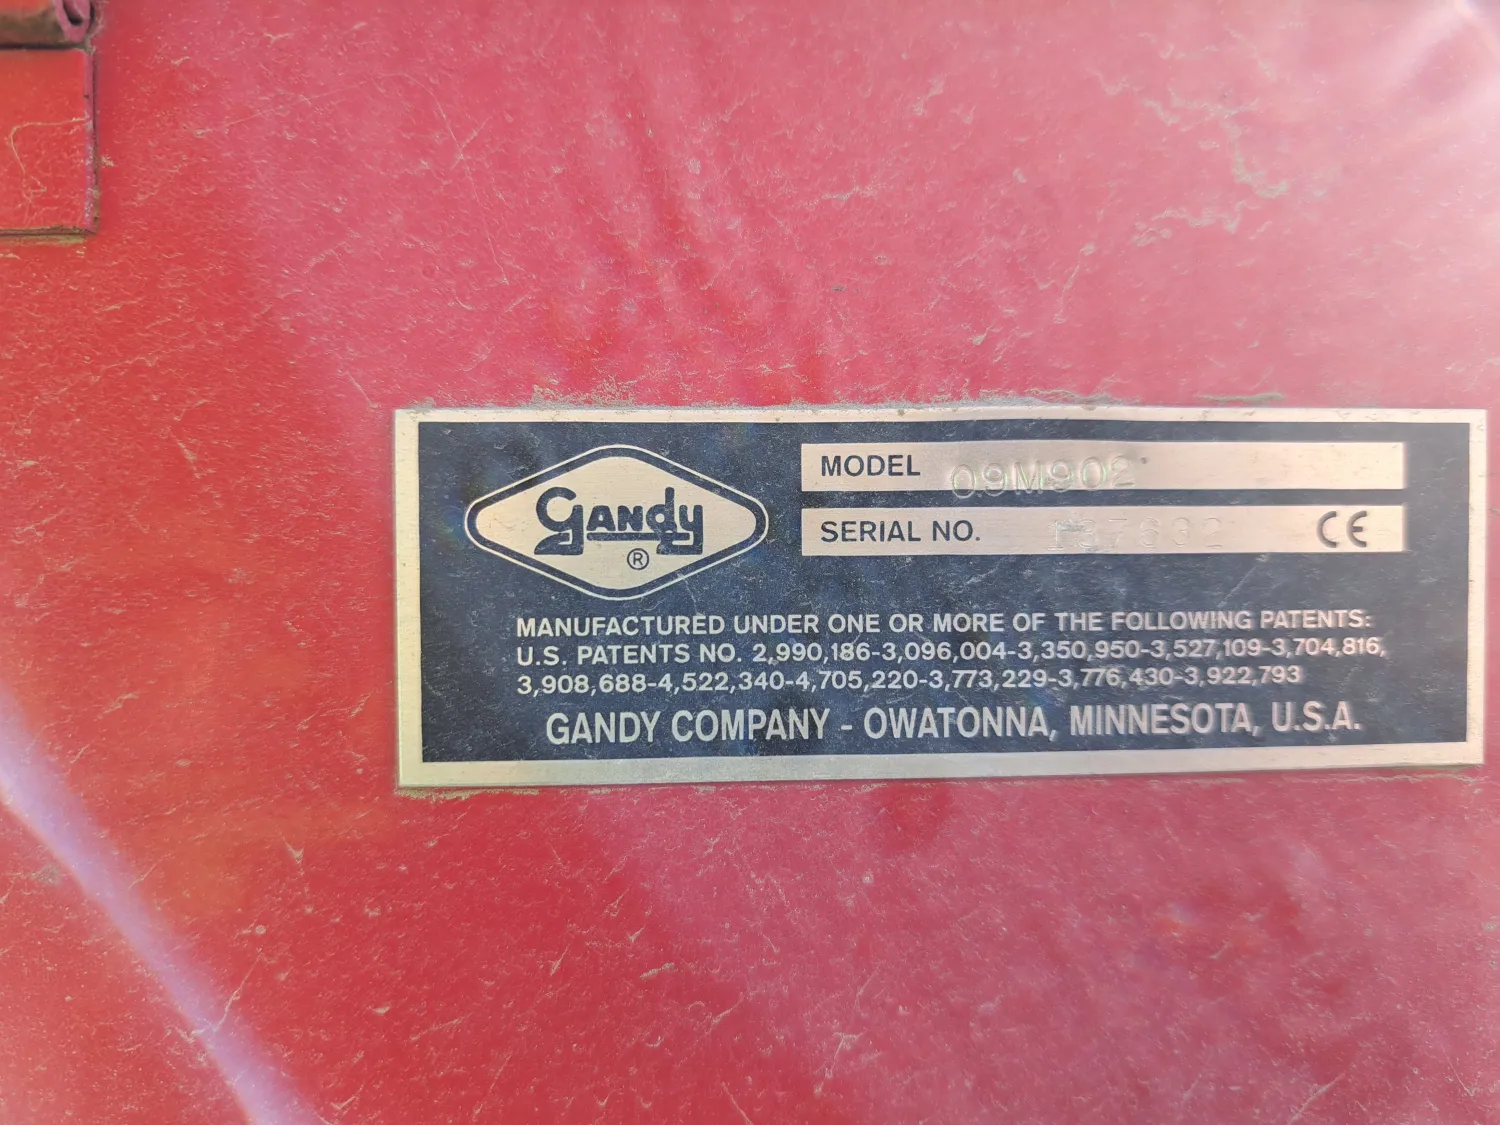 Gandy
®
MODEL 09M902
SERIAL NO. CE
MANUFACTURED UNDER ONE OR MORE OF THE FOLLOWING PATENTS:
U.S. PATENTS NO. 2,990,186-3,096,004-3,350,950-3,527,109-3,704,816,
3,908,688-4,522,340-4,705,220-3,773,229-3,776,430-3,922,793
GANDY COMPANY - OWATONNA, MINNESOTA, U.S.A.